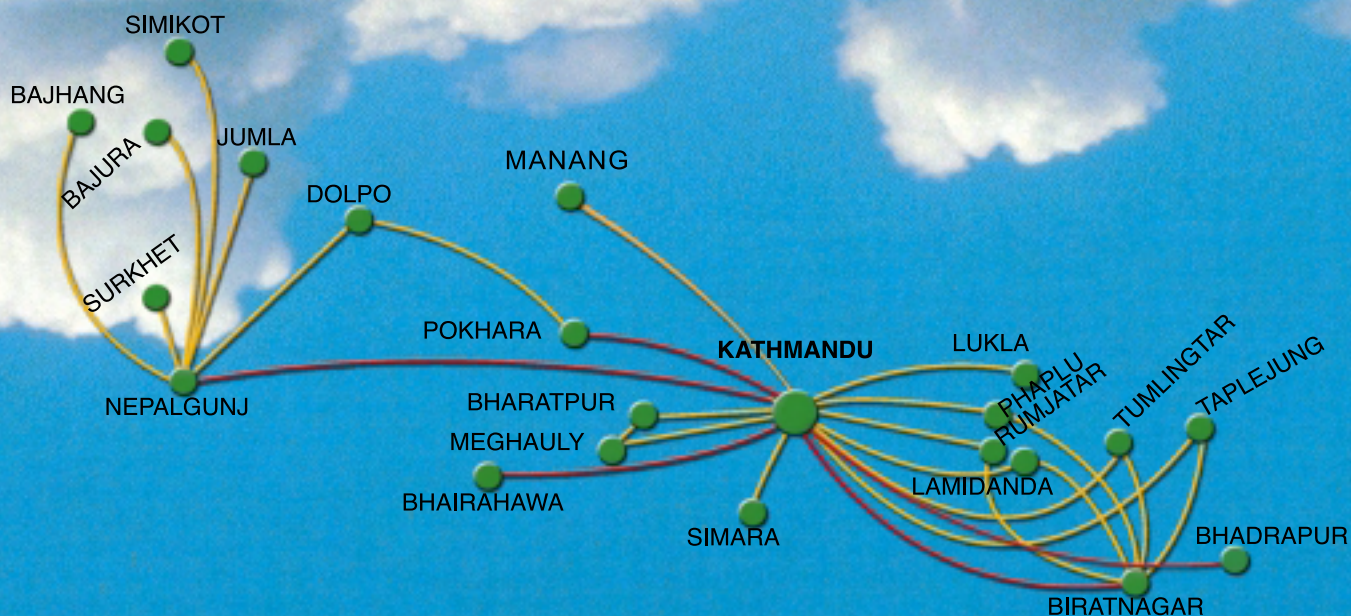 SIMIKOT
BAJHANG
BAJURA
JUMLA
MANANG
DOLPO
SURKHET
POKHARA
KATHMANDU
LUKLA
PHAPLU
RUMJATAR
TUMLINGTAR
TAPLEJUNG
NEPALGUNJ
BHARATPUR
MEGHAULY
LAMIDANDA
BHAIRAHAWA
SIMARA
BHADRAPUR
BIRATNAGAR